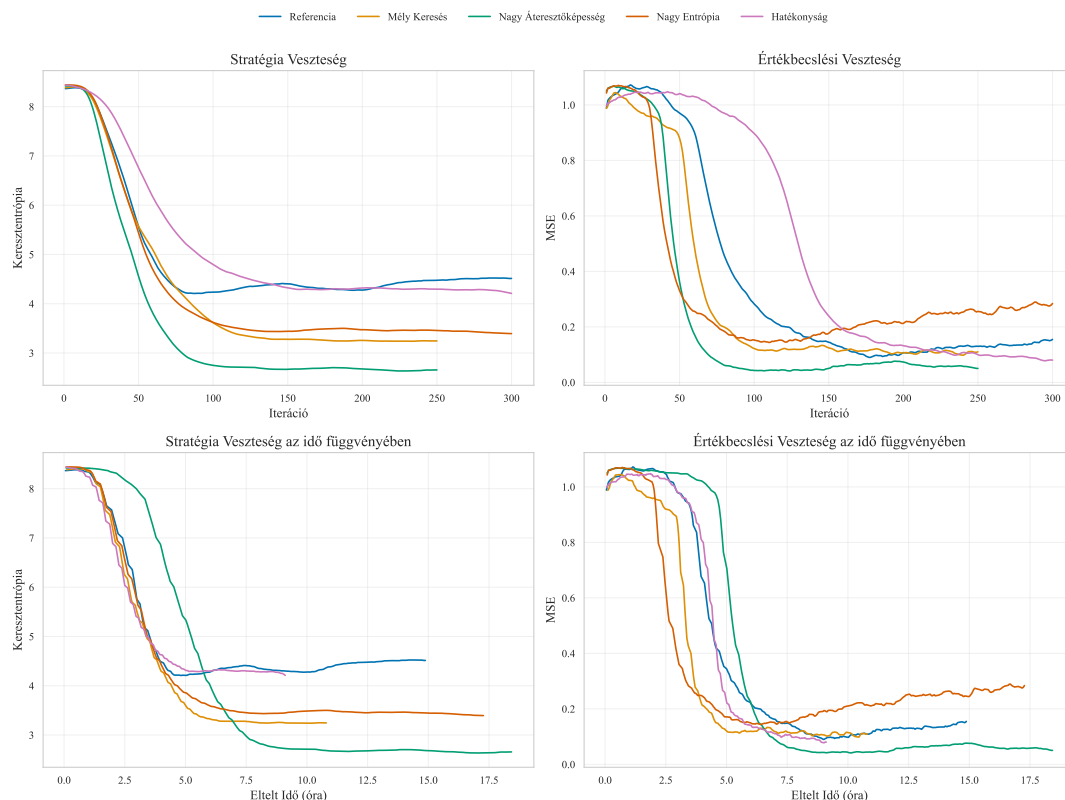 Referencia Mély Keresés Nagy Áteresztőképesség Nagy Entrópia Hatékonyság
Stratégia Veszteség
Keresztentrópia
8
7
6
5
4
3
0 50 100 150 200 250 300
Iteráció
Értékbecslési Veszteség
MSE
1.0
0.8
0.6
0.4
0.2
0.0
0 50 100 150 200 250 300
Iteráció
Stratégia Veszteség az idő függvényében
Keresztentrópia
8
7
6
5
4
3
0.0 2.5 5.0 7.5 10.0 12.5 15.0 17.5
Eltelt Idő (óra)
Értékbecslési Veszteség az idő függvényében
MSE
1.0
0.8
0.6
0.4
0.2
0.0
0.0 2.5 5.0 7.5 10.0 12.5 15.0 17.5
Eltelt Idő (óra)